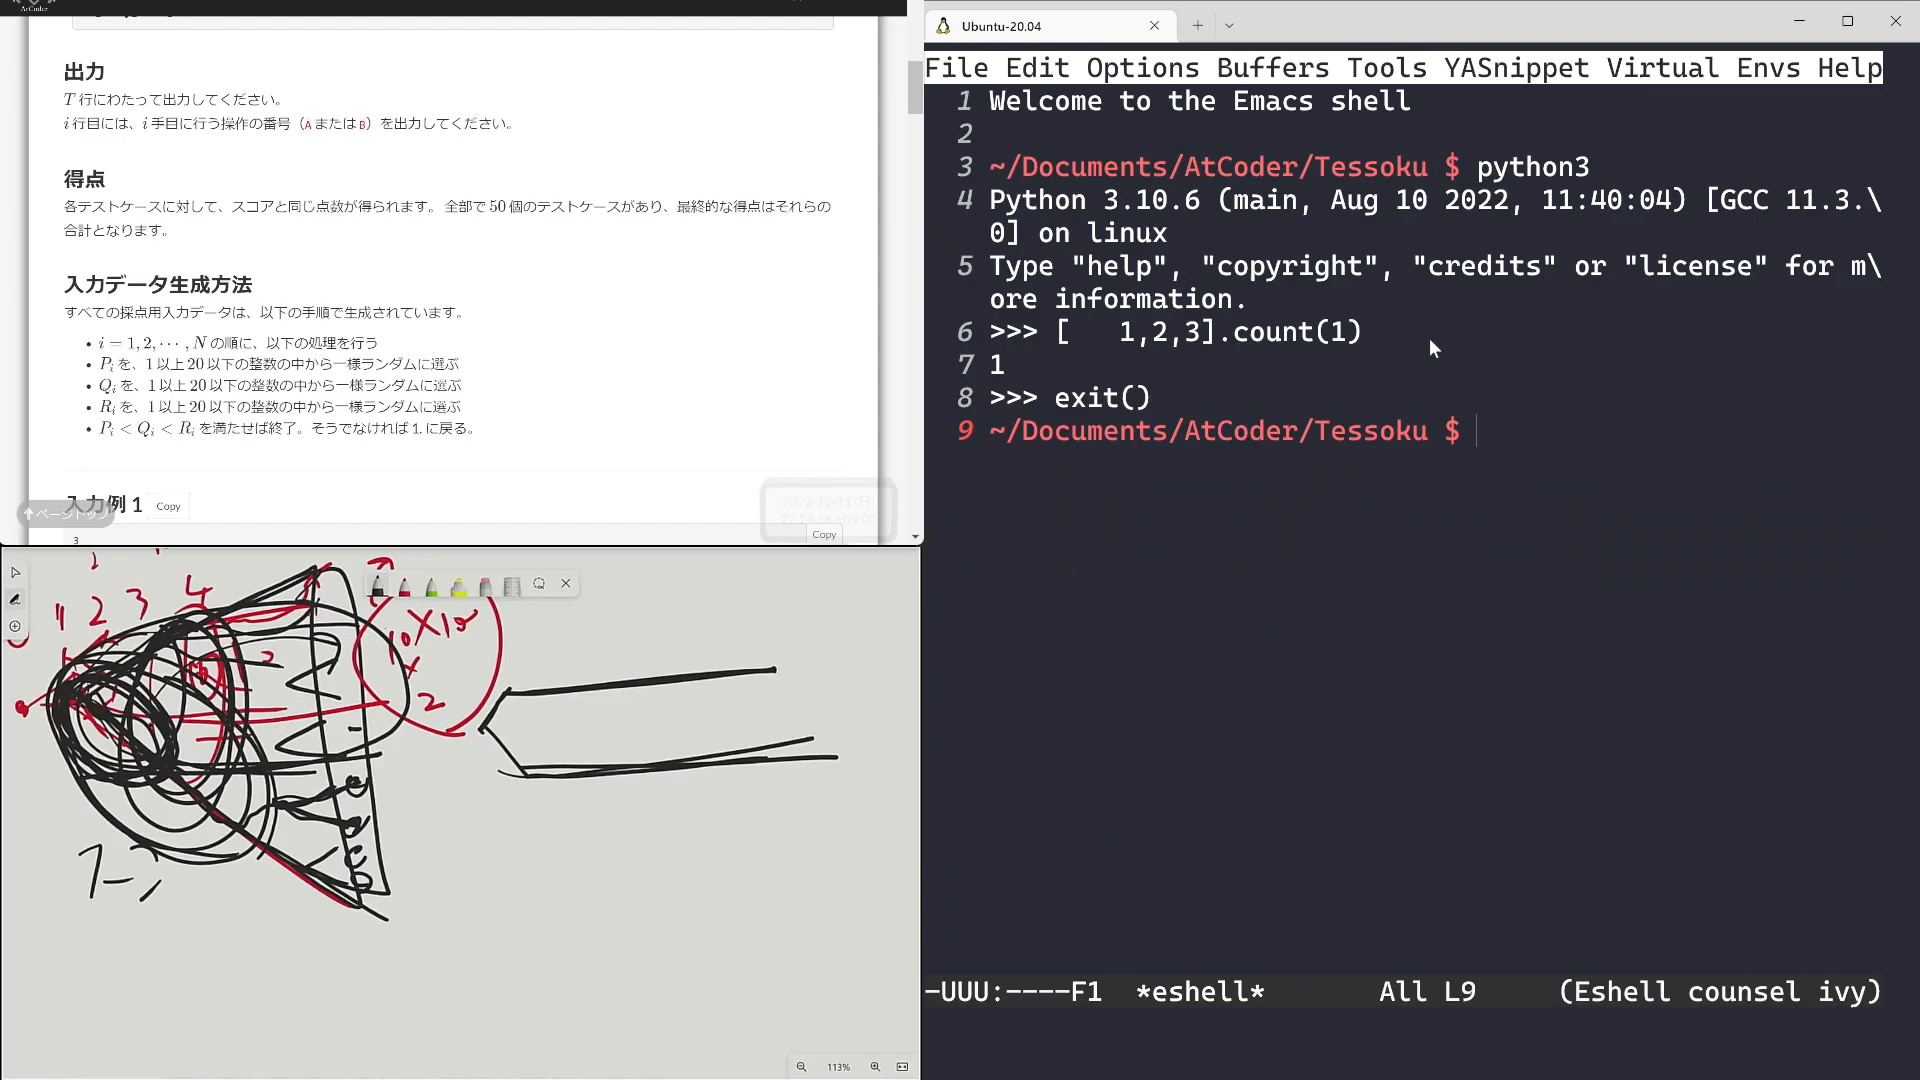 AtCoder
出力
T 行にわたって出力してください。
i 行目には、i 手目に行う操作の番号（A または B）を出力してください。
得点
各テストケースに対して、スコアと同じ点数が得られます。 全部で 50 個のテストケースがあり、最終的な得点はそれらの
合計となります。
入力データ生成方法
すべての採点用入力データは、以下の手順で生成されています。
• i = 1, 2, ⋯ , N の順に、以下の処理を行う
• Pi を、1 以上 20 以下の整数の中から一様ランダムに選ぶ
• Qi を、1 以上 20 以下の整数の中から一様ランダムに選ぶ
• Ri を、1 以上 20 以下の整数の中から一様ランダムに選ぶ
• Pi < Qi < Ri を満たせば終了。そうでなければ 1. に戻る。
入力例 1 Copy
ページトップ
2022-12-11 (日)
Copy
3
1 2 3 4
10 X 10
x
2
113%
Ubuntu-20.04
File Edit Options Buffers Tools YASnippet Virtual Envs Help
1 Welcome to the Emacs shell
2
3 ~/Documents/AtCoder/Tessoku $ python3
4 Python 3.10.6 (main, Aug 10 2022, 11:40:04) [GCC 11.3.\
0] on linux
5 Type "help", "copyright", "credits" or "license" for m\
ore information.
6 >>> [   1,2,3].count(1)
7 1
8 >>> exit()
9 ~/Documents/AtCoder/Tessoku $
-UUU:----F1  *eshell*       All L9     (Eshell counsel ivy)